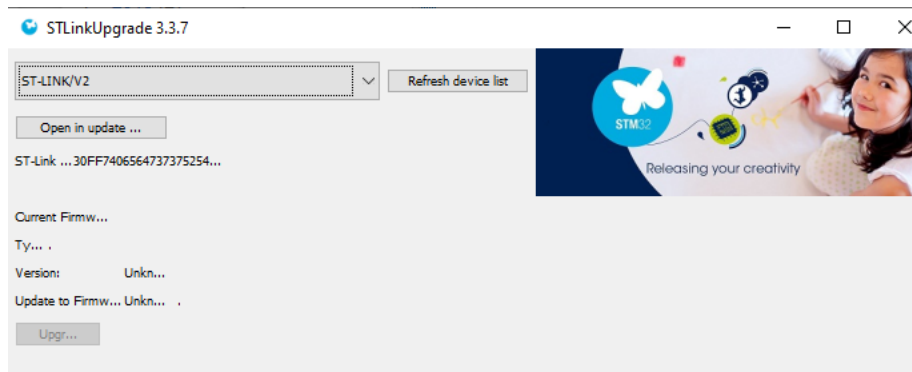 STLinkUpgrade 3.3.7
ST-LINK/V2
Refresh device list
Open in update ...
ST-Link ...30FF7406564737375254...
Current Firmw...
Ty... .
Version: Unkn...
Update to Firmw... Unkn... .
Upgr...
STM32
Releasing your creativity